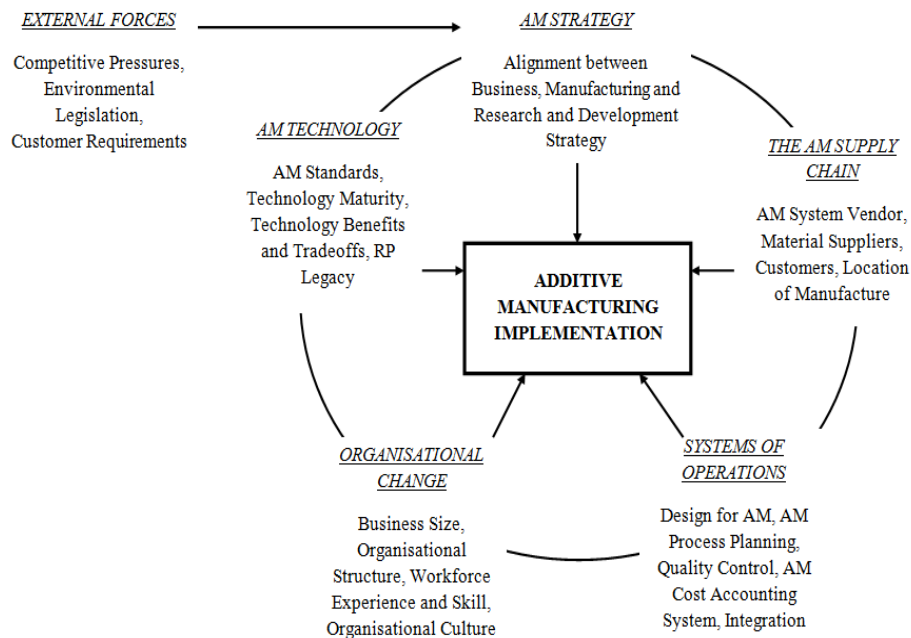 EXTERNAL FORCES
Competitive Pressures,
Environmental
Legislation,
Customer Requirements
AM STRATEGY
Alignment between
Business, Manufacturing and
Research and Development
Strategy
AM TECHNOLOGY
AM Standards,
Technology Maturity,
Technology Benefits
and Tradeoffs, RP
Legacy
THE AM SUPPLY
CHAIN
AM System Vendor,
Material Suppliers,
Customers, Location
of Manufacture
ADDITIVE
MANUFACTURING
IMPLEMENTATION
ORGANISATIONAL
CHANGE
Business Size,
Organisational
Structure, Workforce
Experience and Skill,
Organisational Culture
SYSTEMS OF
OPERATIONS
Design for AM, AM
Process Planning,
Quality Control, AM
Cost Accounting
System, Integration